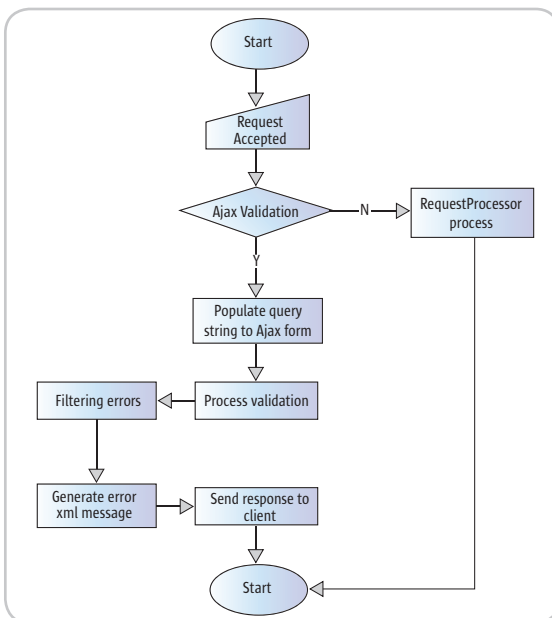 Start
Request
Accepted
Ajax Validation
N
RequestProcessor
process
Y
Populate query
string to Ajax form
Filtering errors
Process validation
Generate error
xml message
Send response to
client
Start